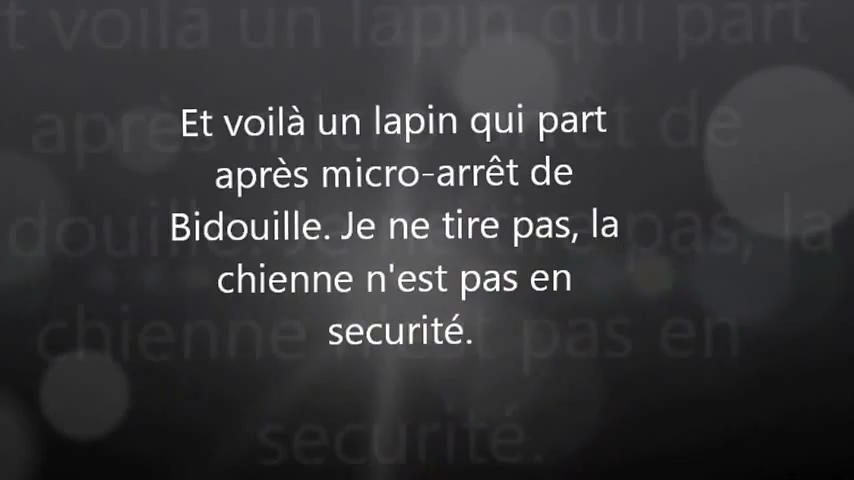 Et voilà un lapin qui part
après micro-arrêt de
Bidouille. Je ne tire pas, la
chienne n'est pas en
securité.